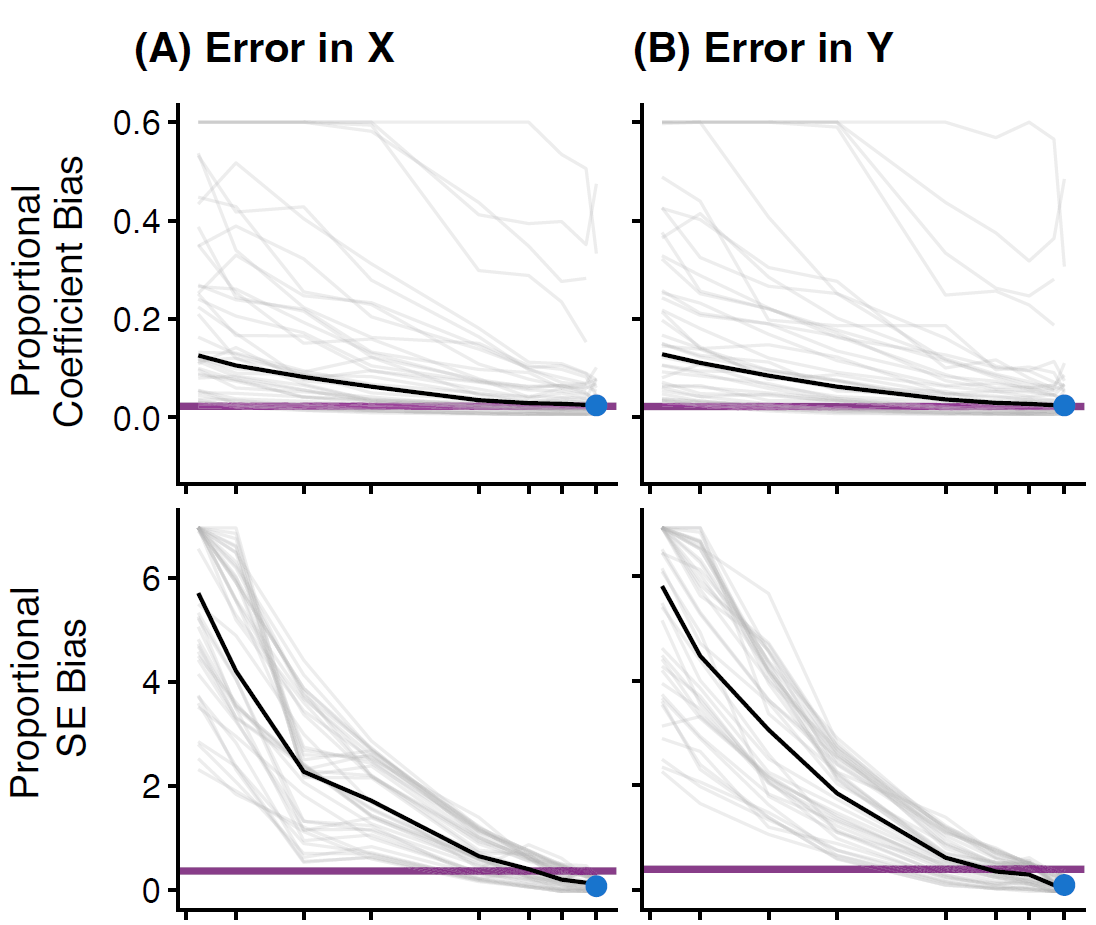 (A) Error in X
(B) Error in Y
Proportional
Coefficient Bias
0.6
0.4
0.2
0.0
Proportional
SE Bias
6
4
2
0